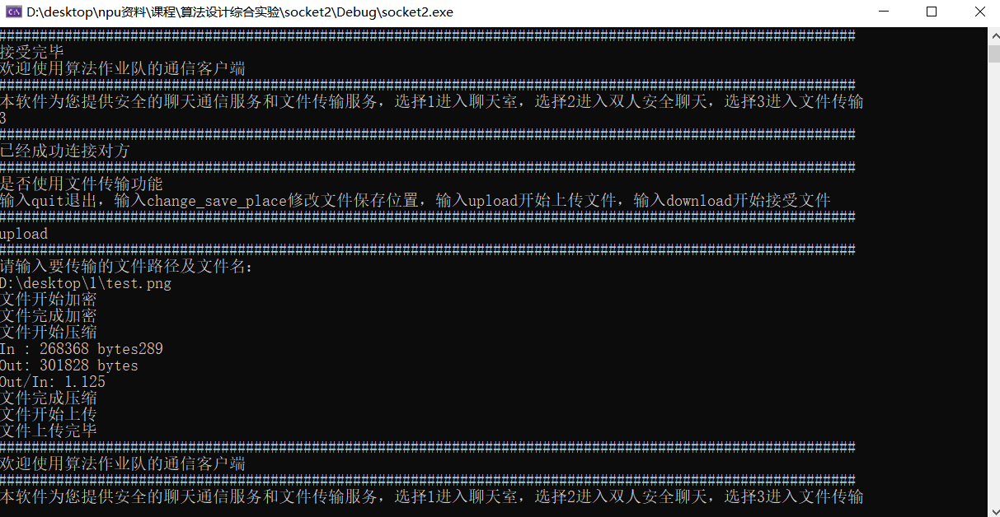 D:\desktop\npu资料\课程\算法设计综合实验\socket2\Debug\socket2.exe
########################################################################################################
接受完毕
欢迎使用算法作业队的通信客户端
########################################################################################################
本软件为您提供安全的聊天通信服务和文件传输服务，选择1进入聊天室，选择2进入双人安全聊天，选择3进入文件传输
3
########################################################################################################
已经成功连接对方
########################################################################################################
是否使用文件传输功能
输入quit退出，输入change_save_place修改文件保存位置，输入upload开始上传文件，输入download开始接受文件
########################################################################################################
upload
########################################################################################################
请输入要传输的文件路径及文件名：
D:\desktop\1\test.png
文件开始加密
文件完成加密
文件开始压缩
In : 268368 bytes289
Out: 301828 bytes
Out/In: 1.125
文件完成压缩
文件开始上传
文件上传完毕
########################################################################################################
欢迎使用算法作业队的通信客户端
########################################################################################################
本软件为您提供安全的聊天通信服务和文件传输服务，选择1进入聊天室，选择2进入双人安全聊天，选择3进入文件传输